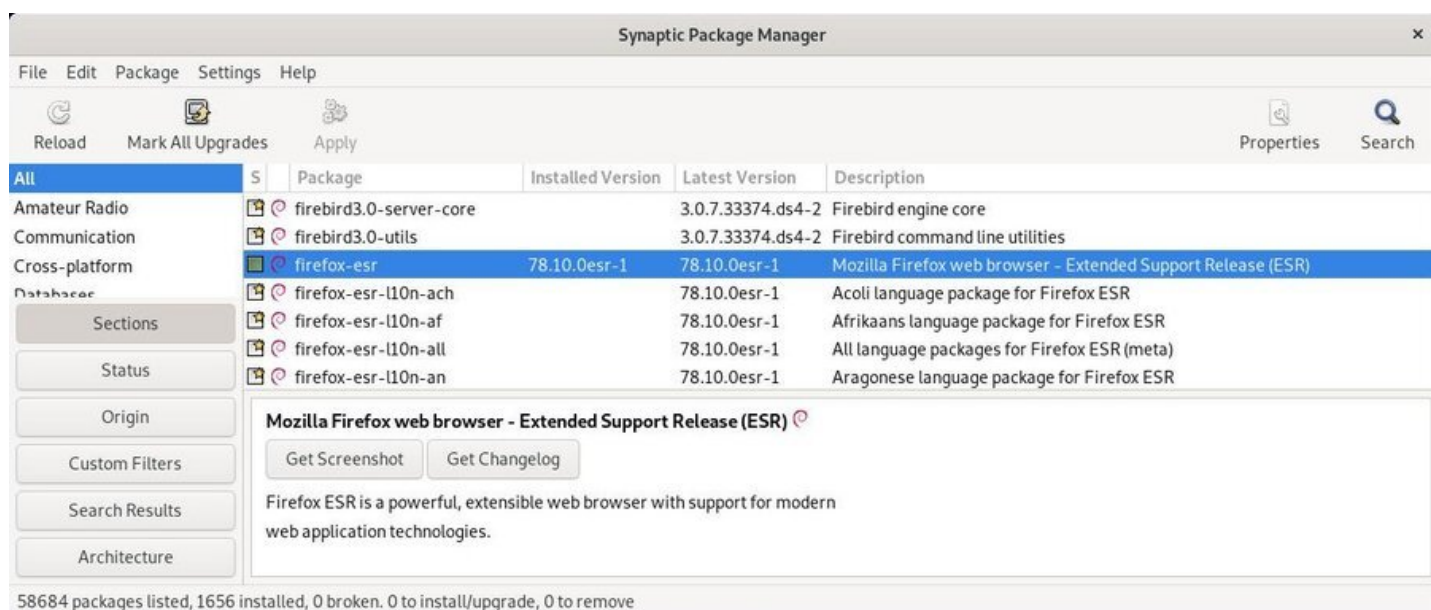 Synaptic Package Manager ×
File Edit Package Settings Help
Reload Mark All Upgrades Apply Properties Search
All
Amateur Radio
Communication
Cross-platform
Databases
Sections
Status
Origin
Custom Filters
Search Results
Architecture
S Package Installed Version Latest Version Description
firebird3.0-server-core 3.0.7.33374.ds4-2 Firebird engine core
firebird3.0-utils 3.0.7.33374.ds4-2 Firebird command line utilities
firefox-esr 78.10.0esr-1 78.10.0esr-1 Mozilla Firefox web browser - Extended Support Release (ESR)
firefox-esr-l10n-ach 78.10.0esr-1 Acoli language package for Firefox ESR
firefox-esr-l10n-af 78.10.0esr-1 Afrikaans language package for Firefox ESR
firefox-esr-l10n-all 78.10.0esr-1 All language packages for Firefox ESR (meta)
firefox-esr-l10n-an 78.10.0esr-1 Aragonese language package for Firefox ESR
Mozilla Firefox web browser - Extended Support Release (ESR)
Get Screenshot Get Changelog
Firefox ESR is a powerful, extensible web browser with support for modern
web application technologies.
58684 packages listed, 1656 installed, 0 broken. 0 to install/upgrade, 0 to remove